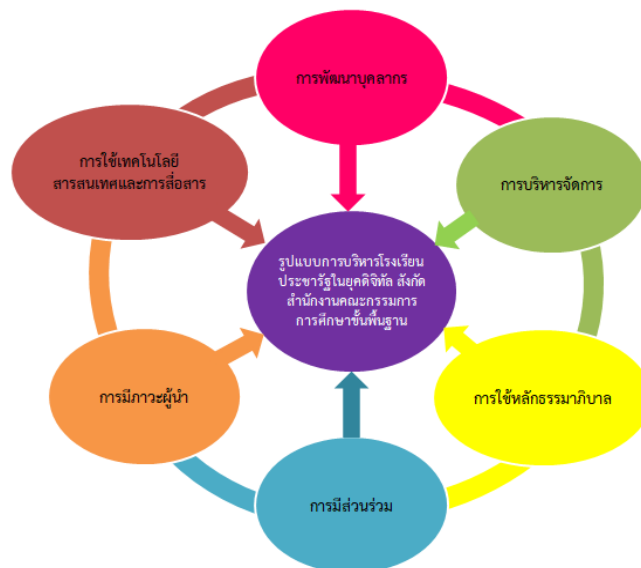 การพัฒนาบุคลากร
การใช้เทคโนโลยี
สารสนเทศและการสื่อสาร
การบริหารจัดการ
รูปแบบการบริหารโรงเรียน
ประชารัฐในยุคดิจิทัล สังกัด
สำนักงานคณะกรรมการ
การศึกษาขั้นพื้นฐาน
การมีภาวะผู้นำ
การใช้หลักธรรมาภิบาล
การมีส่วนร่วม